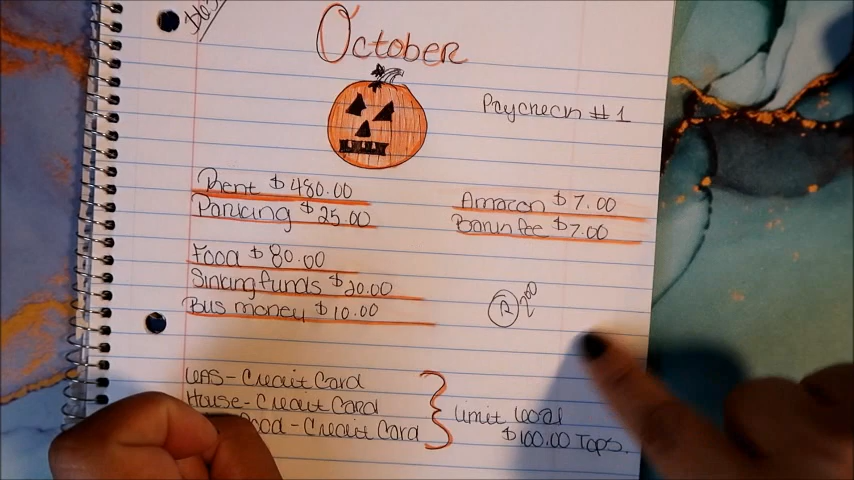 October
Paycheck #1
Rent $480.00
Parking $25.00
Amazon $7.00
Bank fee $7.00
Food $80.00
Sinking funds $20.00
Bus money $10.00
GAS - Credit Card
House - Credit Card
Food - Credit Card
Limit
$100.00 Tops.